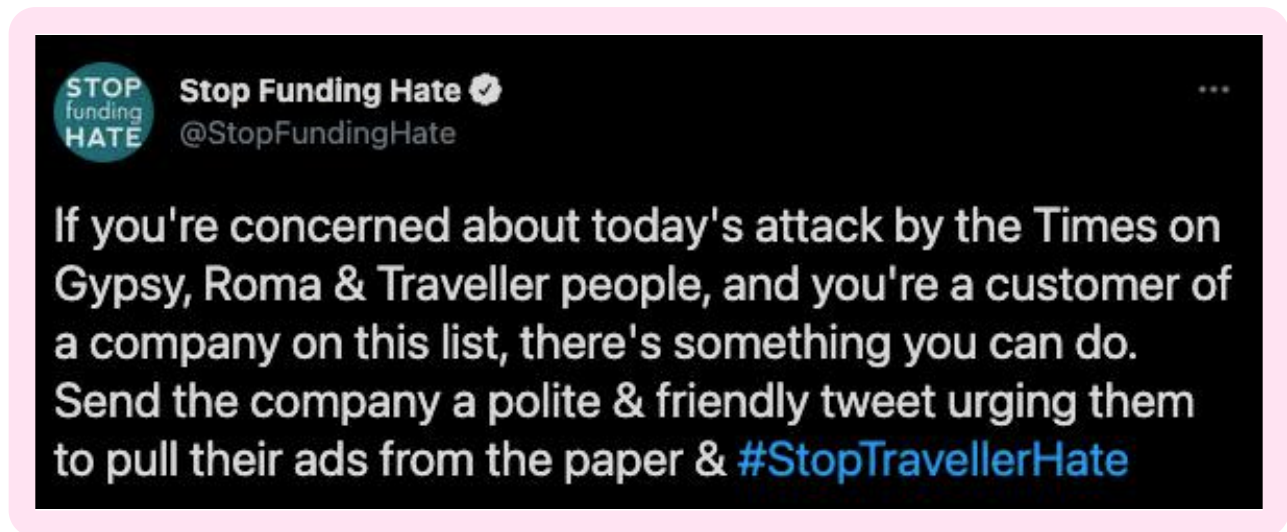 STOP
funding
HATE
Stop Funding Hate
@StopFundingHate
If you're concerned about today's attack by the Times on
Gypsy, Roma & Traveller people, and you're a customer of
a company on this list, there's something you can do.
Send the company a polite & friendly tweet urging them
to pull their ads from the paper & #StopTravellerHate